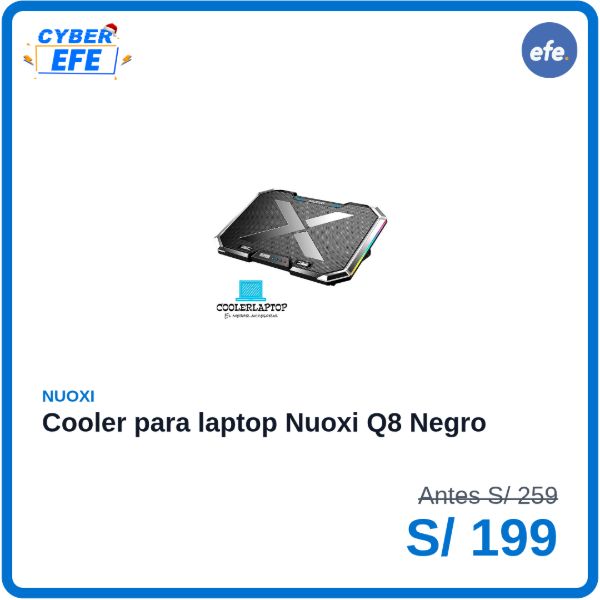 CYBER
EFE
efe.
COOLERLAPTOP
NUOXI
Cooler para laptop Nuoxi Q8 Negro
Antes S/ 259
S/ 199